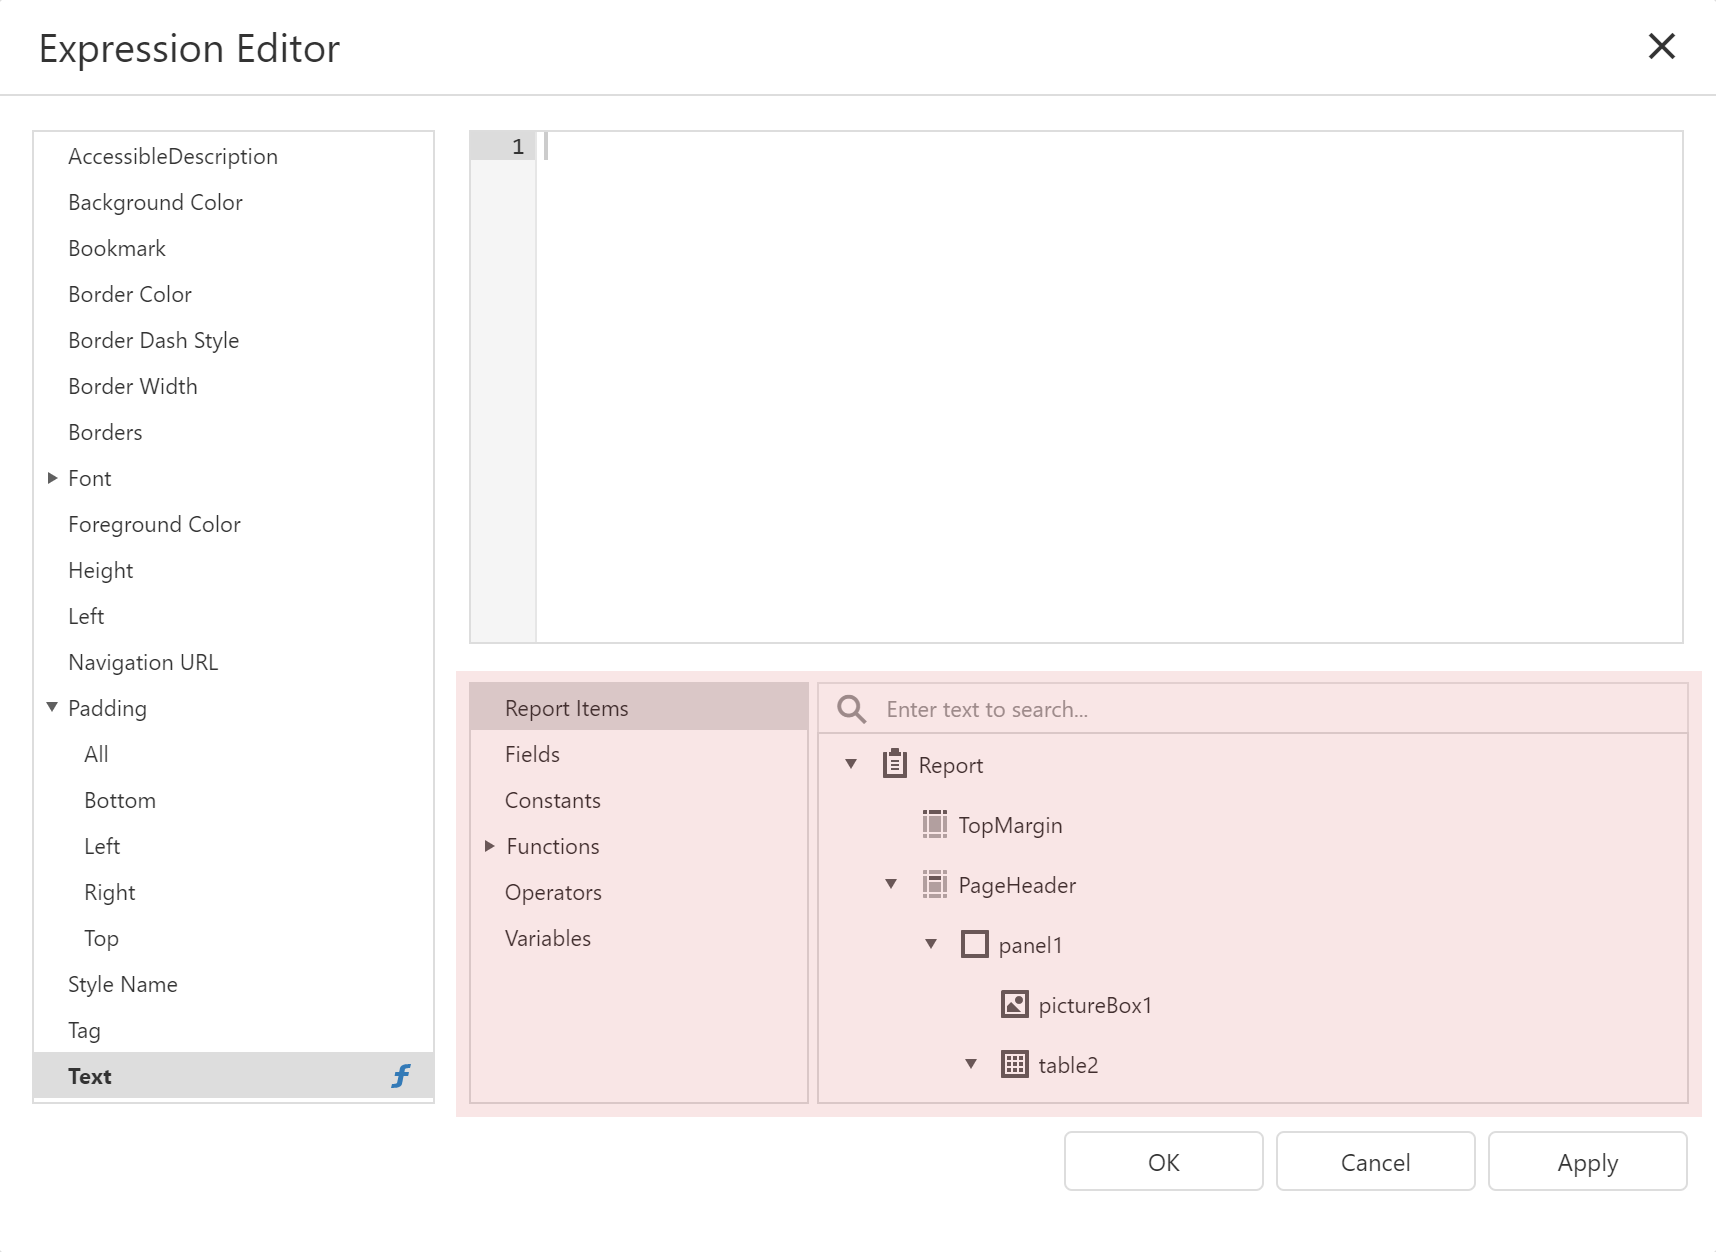 Expression Editor
AccessibleDescription
Background Color
Bookmark
Border Color
Border Dash Style
Border Width
Borders
Font
Foreground Color
Height
Left
Navigation URL
Padding
All
Bottom
Left
Right
Top
Style Name
Tag
Text
1
Report Items
Fields
Constants
Functions
Operators
Variables
Enter text to search...
Report
TopMargin
PageHeader
panel1
pictureBox1
table2
OK
Cancel
Apply